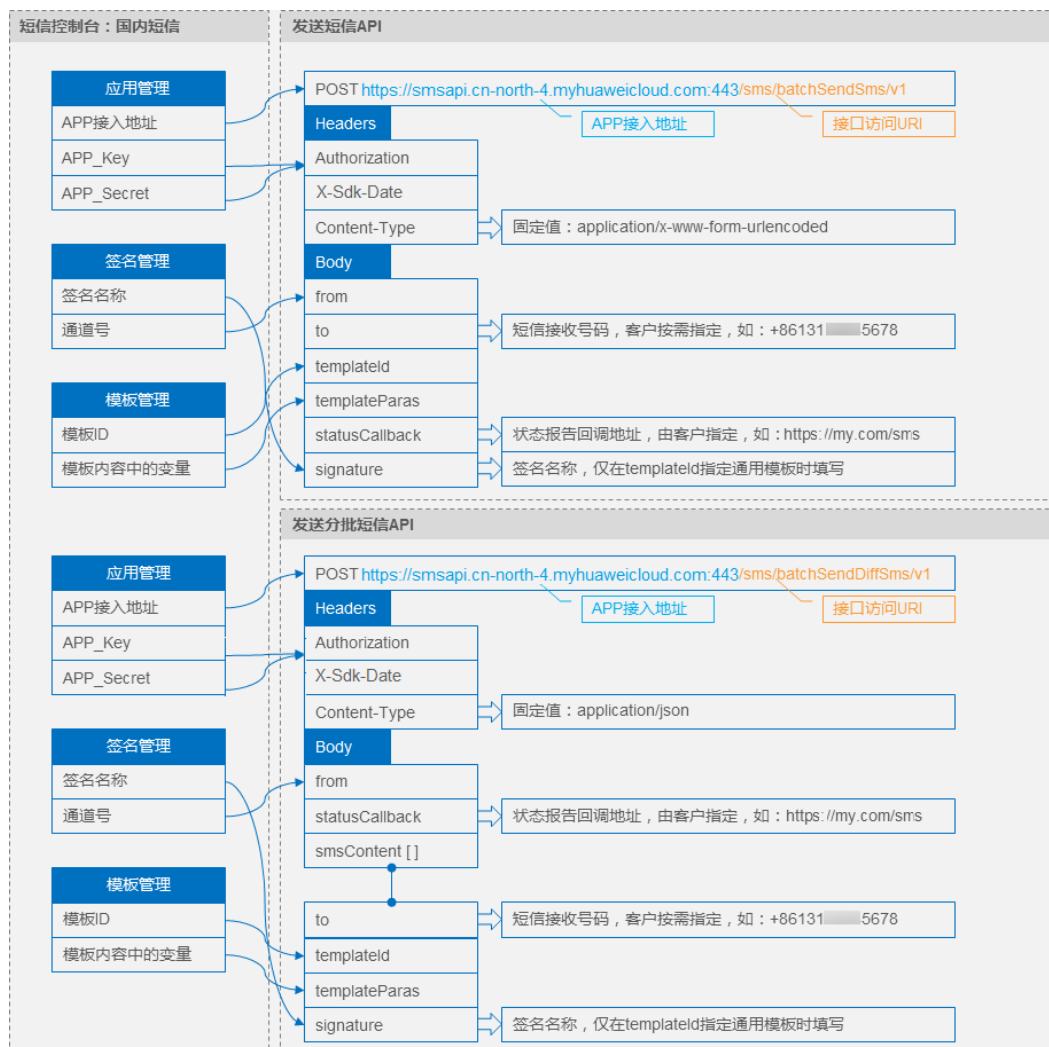 短信控制台：国内短信
发送短信API
应用管理
APP接入地址
APP_Key
APP_Secret
签名管理
签名名称
通道号
模板管理
模板ID
模板内容中的变量
POST https://smsapi.cn-north-4.myhuaweicloud.com:443/sms/batchSendSms/v1
APP接入地址
接口访问URI
Headers
Authorization
X-Sdk-Date
Content-Type
固定值：application/x-www-form-urlencoded
Body
from
to
短信接收号码，客户按需指定，如：+86131 5678
templateId
templateParas
statusCallback
状态报告回调地址，由客户指定，如：https://my.com/sms
signature
签名名称，仅在templateId指定通用模板时填写
发送分批短信API
应用管理
APP接入地址
APP_Key
APP_Secret
签名管理
签名名称
通道号
模板管理
模板ID
模板内容中的变量
POST https://smsapi.cn-north-4.myhuaweicloud.com:443/sms/batchSendDiffSms/v1
APP接入地址
接口访问URI
Headers
Authorization
X-Sdk-Date
Content-Type
固定值：application/json
Body
from
statusCallback
状态报告回调地址，由客户指定，如：https://my.com/sms
smsContent [ ]
to
短信接收号码，客户按需指定，如：+86131 5678
templateId
templateParas
signature
签名名称，仅在templateId指定通用模板时填写